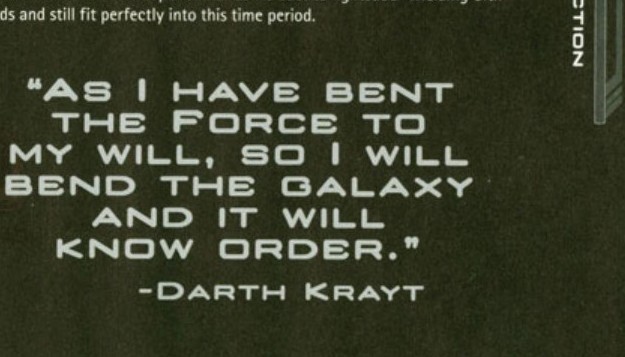 ds and still fit perfectly into this time period.
"As I have bent
the Force to
my will, so I will
bend the galaxy
and it will
know order."
-Darth Krayt
CTION